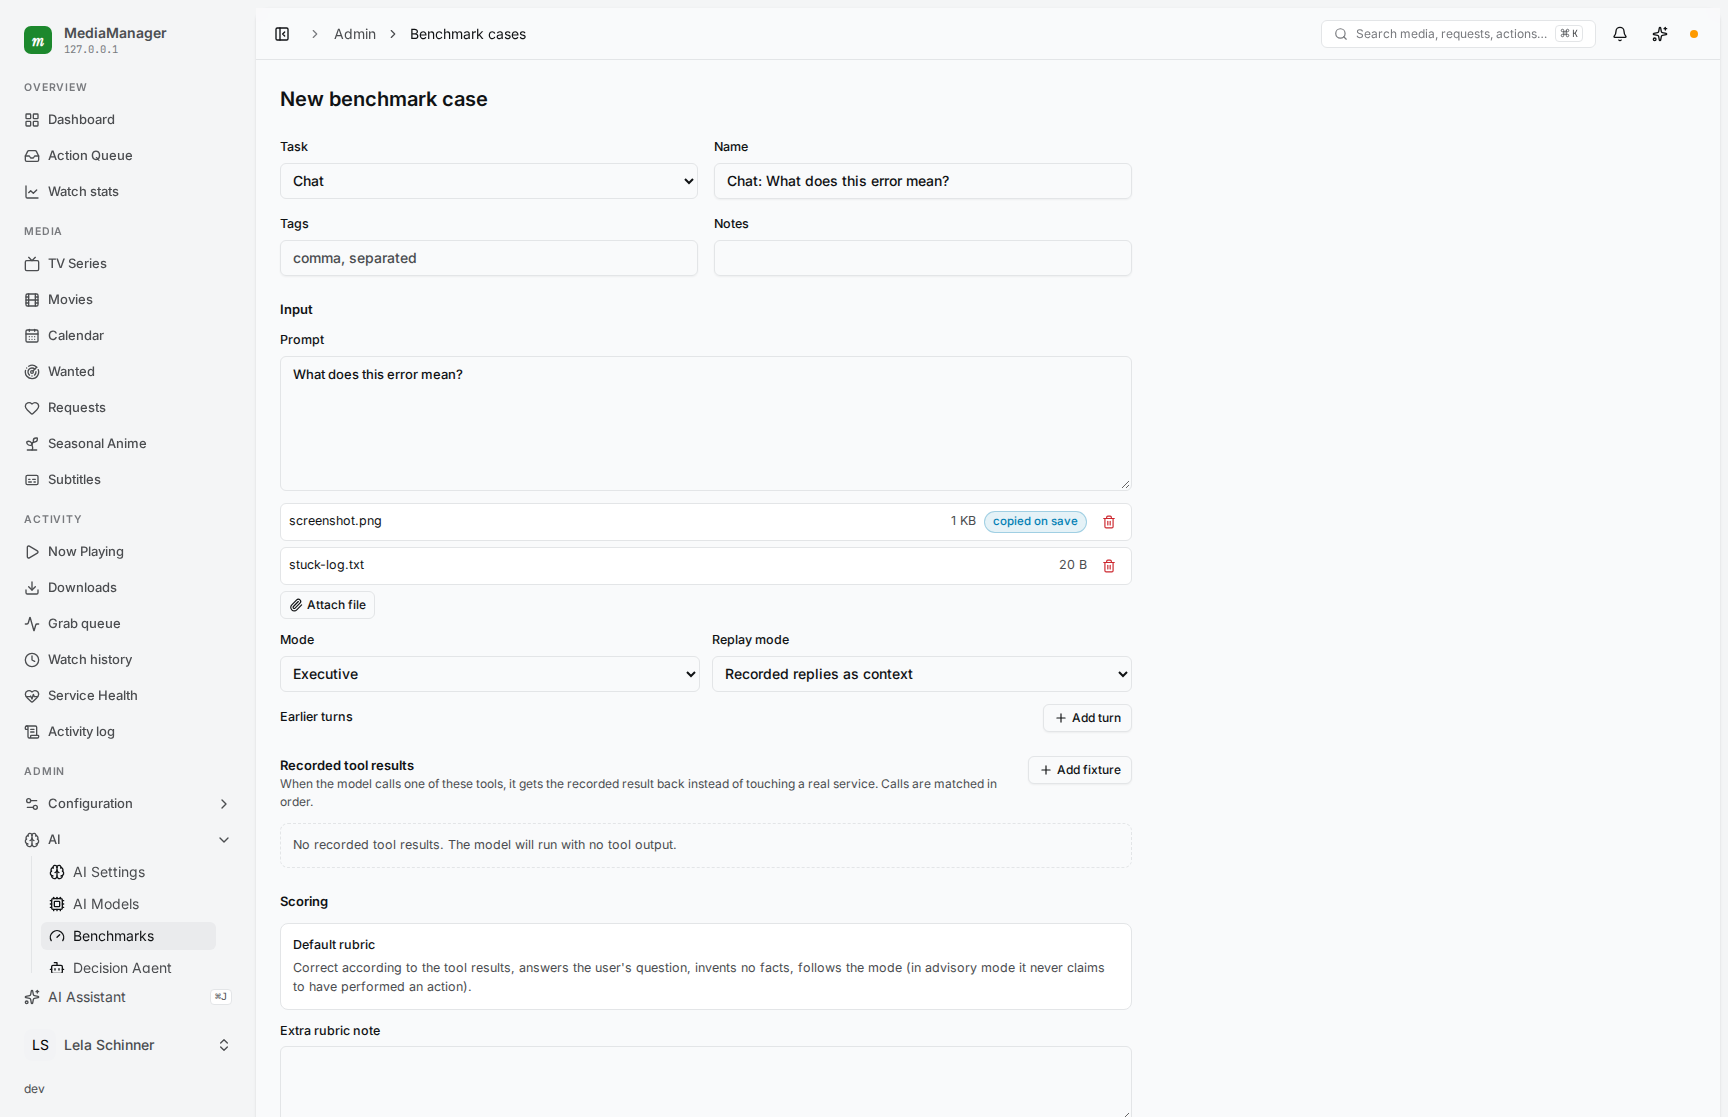 m
MediaManager
127.0.0.1
OVERVIEW
Dashboard
Action Queue
Watch stats
MEDIA
TV Series
Movies
Calendar
Wanted
Requests
Seasonal Anime
Subtitles
ACTIVITY
Now Playing
Downloads
Grab queue
Watch history
Service Health
Activity log
ADMIN
Configuration
AI
AI Settings
AI Models
Benchmarks
Decision Agent
AI Assistant ⌘J
LS Lela Schinner
dev
Admin > Benchmark cases
Search media, requests, actions... ⌘K
New benchmark case
Task
Chat
Name
Chat: What does this error mean?
Tags
comma, separated
Notes
Input
Prompt
What does this error mean?
screenshot.png 1 KB copied on save
stuck-log.txt 20 B
Attach file
Mode
Executive
Replay mode
Recorded replies as context
Earlier turns
+ Add turn
Recorded tool results
When the model calls one of these tools, it gets the recorded result back instead of touching a real service. Calls are matched in
order.
+ Add fixture
No recorded tool results. The model will run with no tool output.
Scoring
Default rubric
Correct according to the tool results, answers the user's question, invents no facts, follows the mode (in advisory mode it never claims
to have performed an action).
Extra rubric note